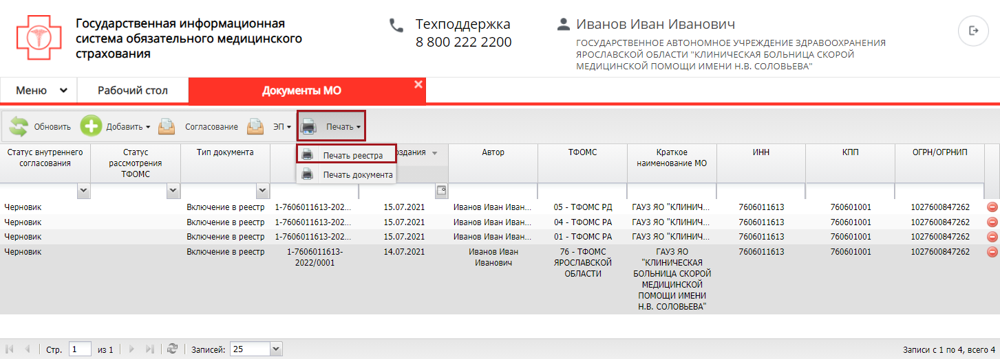 Государственная информационная
система обязательного медицинского
страхования
Техподдержка
8 800 222 2200
Иванов Иван Иванович
ГОСУДАРСТВЕННОЕ АВТОНОМНОЕ УЧРЕЖДЕНИЕ ЗДРАВООХРАНЕНИЯ
ЯРОСЛАВСКОЙ ОБЛАСТИ "КЛИНИЧЕСКАЯ БОЛЬНИЦА СКОРОЙ
МЕДИЦИНСКОЙ ПОМОЩИ ИМЕНИ Н.В. СОЛОВЬЕВА"
Меню Рабочий стол Документы МО
Обновить Добавить Согласование ЭП Печать
Печать реестра
Печать документа
Статус внутреннего
согласования
Статус
рассмотрения
ТФОМС
Тип документа
оздания
Автор
ТФОМС
Краткое
наименование МО
ИНН
КПП
ОГРН/ОГРНИП
Черновик Включение в реестр 1-7606011613-202... 15.07.2021 Иванов Иван Иван... 05 - ТФОМС РД ГАУЗ ЯО "КЛИНИЧ... 7606011613 760601001 1027600847262
Черновик Включение в реестр 1-7606011613-202... 15.07.2021 Иванов Иван Иван... 04 - ТФОМС РА ГАУЗ ЯО "КЛИНИЧ... 7606011613 760601001 1027600847262
Черновик Включение в реестр 1-7606011613-202... 15.07.2021 Иванов Иван Иван... 01 - ТФОМС РА ГАУЗ ЯО "КЛИНИЧ... 7606011613 760601001 1027600847262
Черновик Включение в реестр 1-7606011613- 14.07.2021 Иванов Иван 76 - ТФОМС ГАУЗ ЯО 7606011613 760601001 1027600847262
2022/0001 Иванович ЯРОСЛАВСКОЙ "КЛИНИЧЕСКАЯ
ОБЛАСТИ БОЛЬНИЦА СКОРОЙ
МЕДИЦИНСКОЙ
ПОМОЩИ ИМЕНИ
Н.В. СОЛОВЬЕВА"
Стр. 1 из 1 Записей: 25 Записи с 1 по 4, всего 4